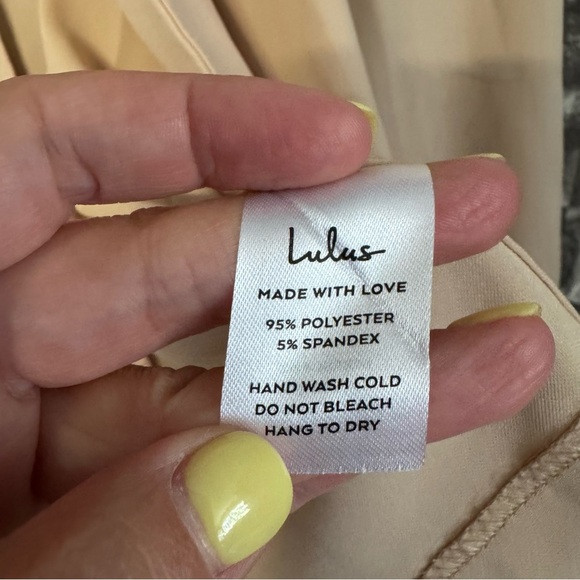 Lulus
MADE WITH LOVE
95% POLYESTER
5% SPANDEX
HAND WASH COLD
DO NOT BLEACH
HANG TO DRY